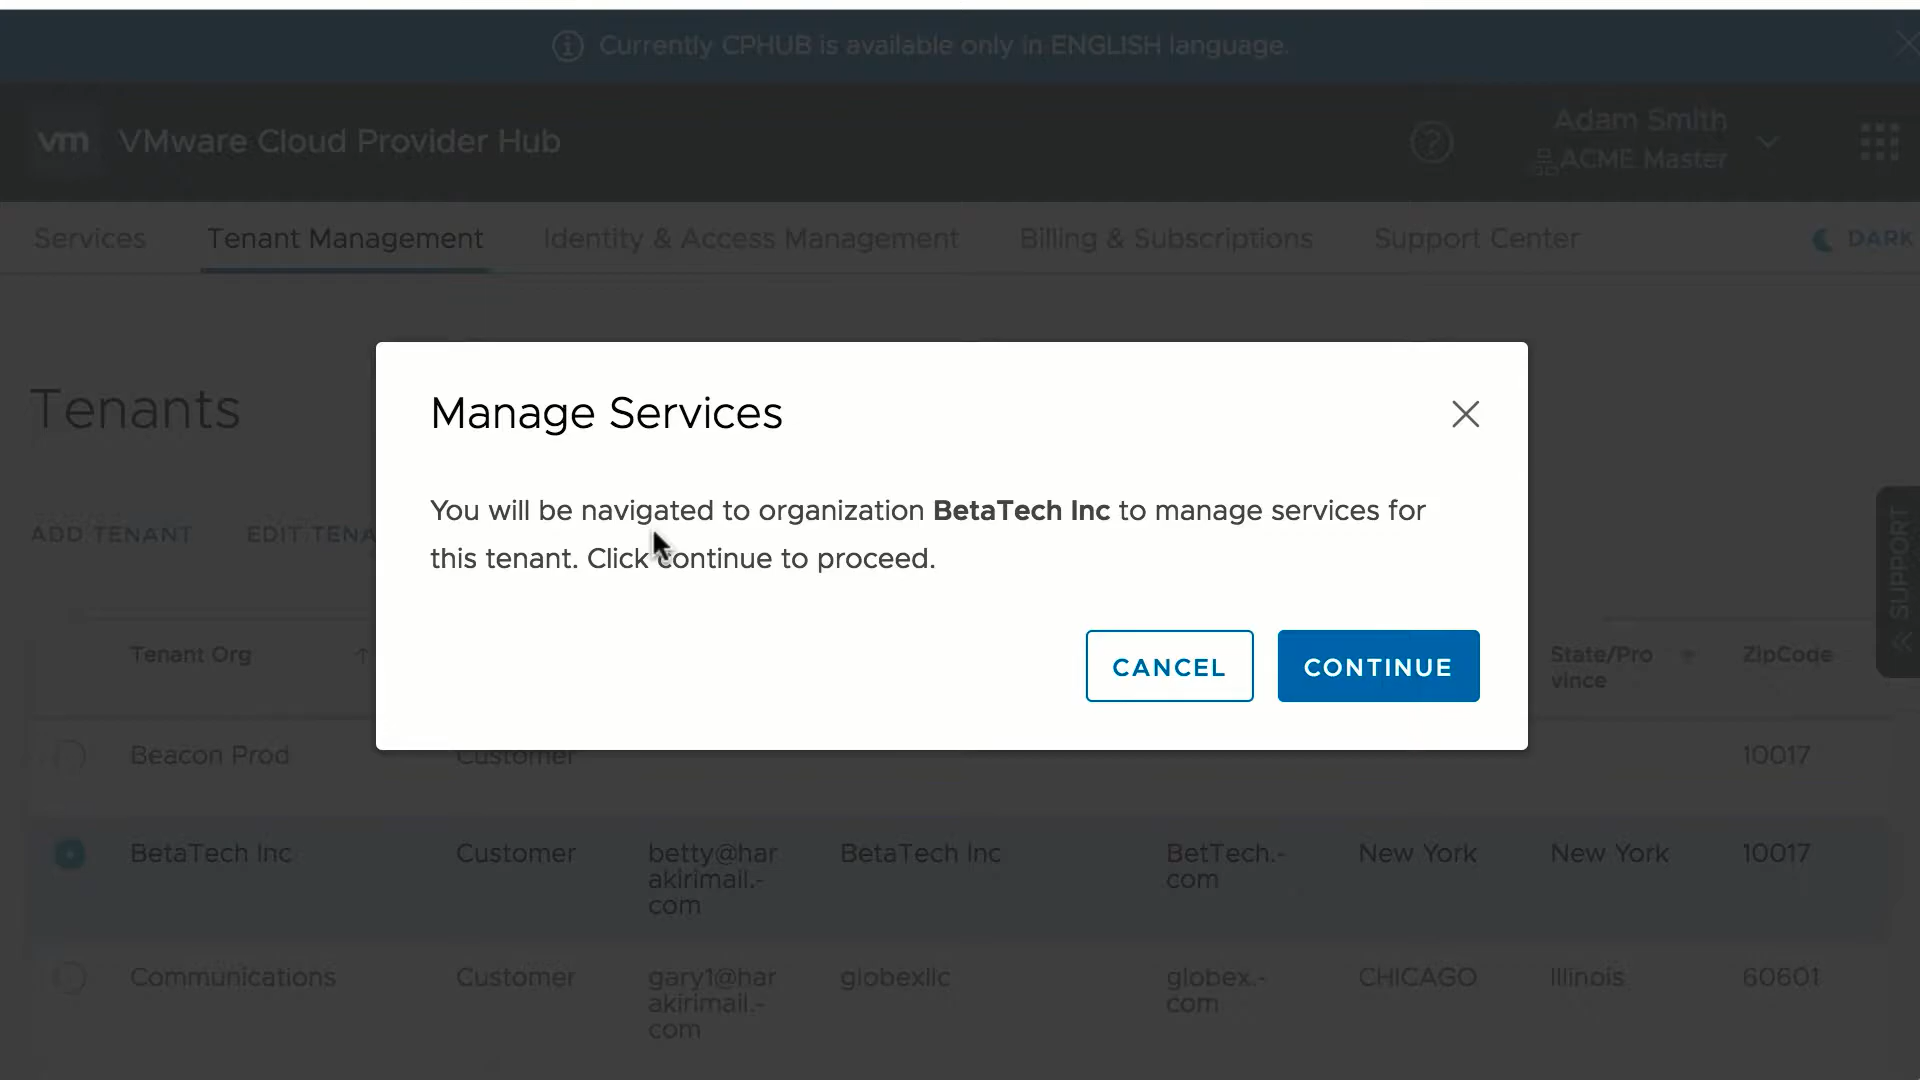 Currently CPHUB is available only in ENGLISH language.
vm VMware Cloud Provider Hub
Adam Smith
ACME Master
Services Tenant Management Identity & Access Management Billing & Subscriptions Support Center DARK
Tenants
Manage Services
You will be navigated to organization BetaTech Inc to manage services for
this tenant. Click continue to proceed.
CANCEL CONTINUE
ADD TENANT EDIT TENA
SUPPORT
Tenant Org State/Pro ZipCode
vince
Beacon Prod Customer 10017
BetaTech Inc Customer betty@har BetaTech Inc BetTech.- New York New York 10017
akirimail.- com
com
Communications Customer gary1@har globexllc globex.- CHICAGO Illinois 60601
akirimail.- com
com